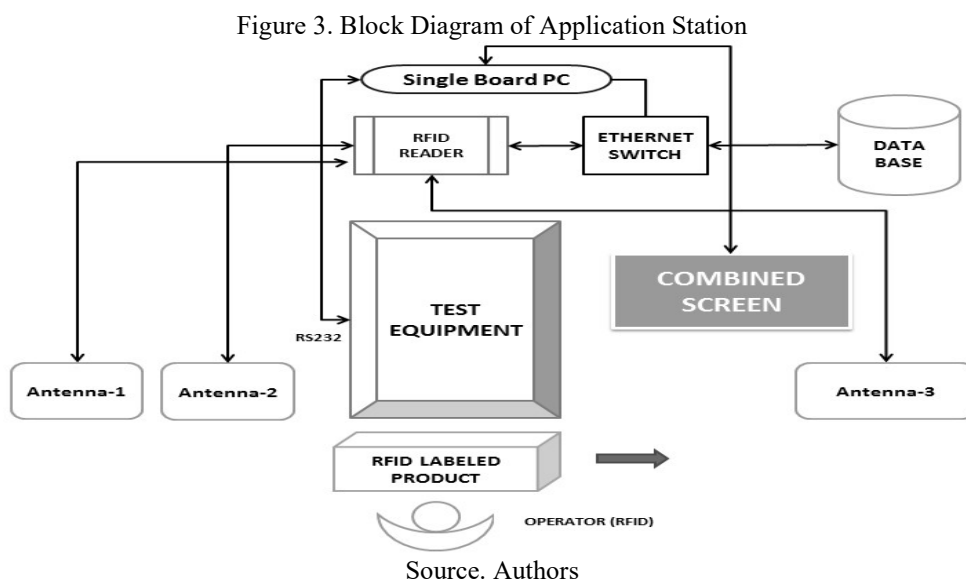 Figure 3. Block Diagram of Application Station
Single Board PC
RFID
READER
ETHERNET
SWITCH
DATA
BASE
COMBINED
SCREEN
TEST
EQUIPMENT
RS232
Antenna-1
Antenna-2
Antenna-3
RFID LABELED
PRODUCT
OPERATOR (RFID)
Source. Authors